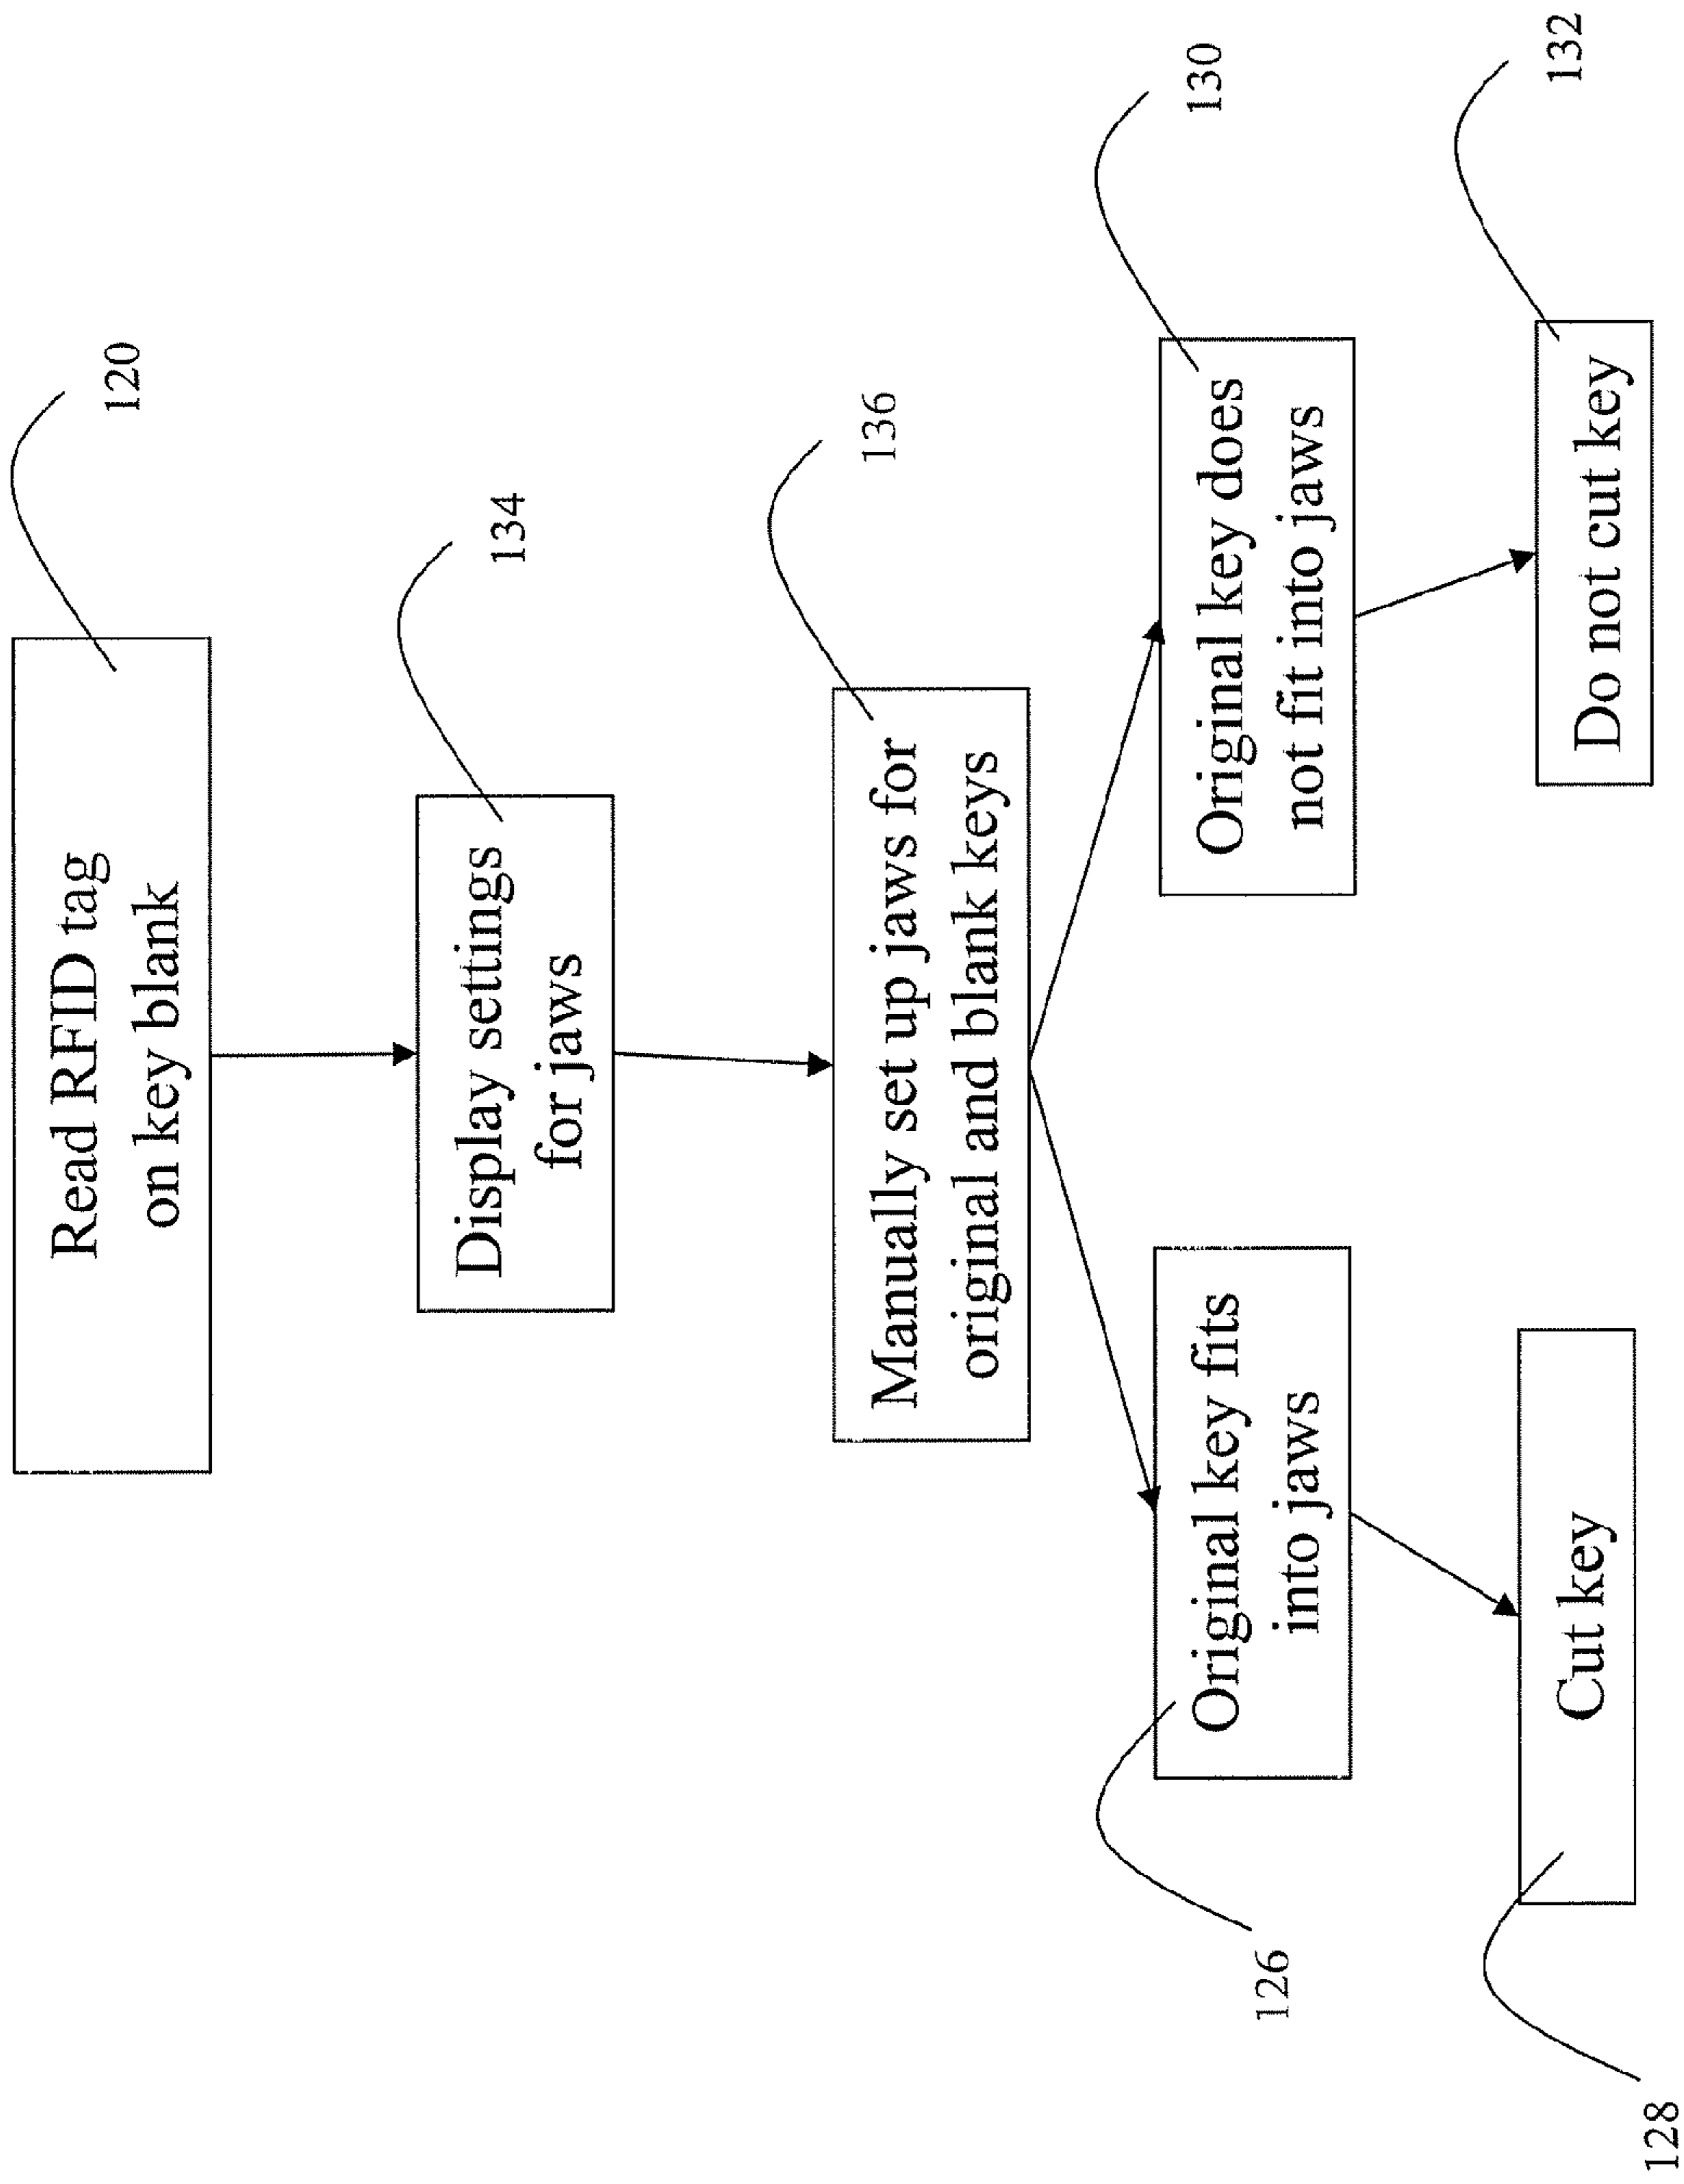 120
Read RFID tag
on key blank
134
Display settings
for jaws
136
Manually set up jaws for
original and blank keys
126
Original key fits
into jaws
130
Original key does
not fit into jaws
128
Cut key
132
Do not cut key